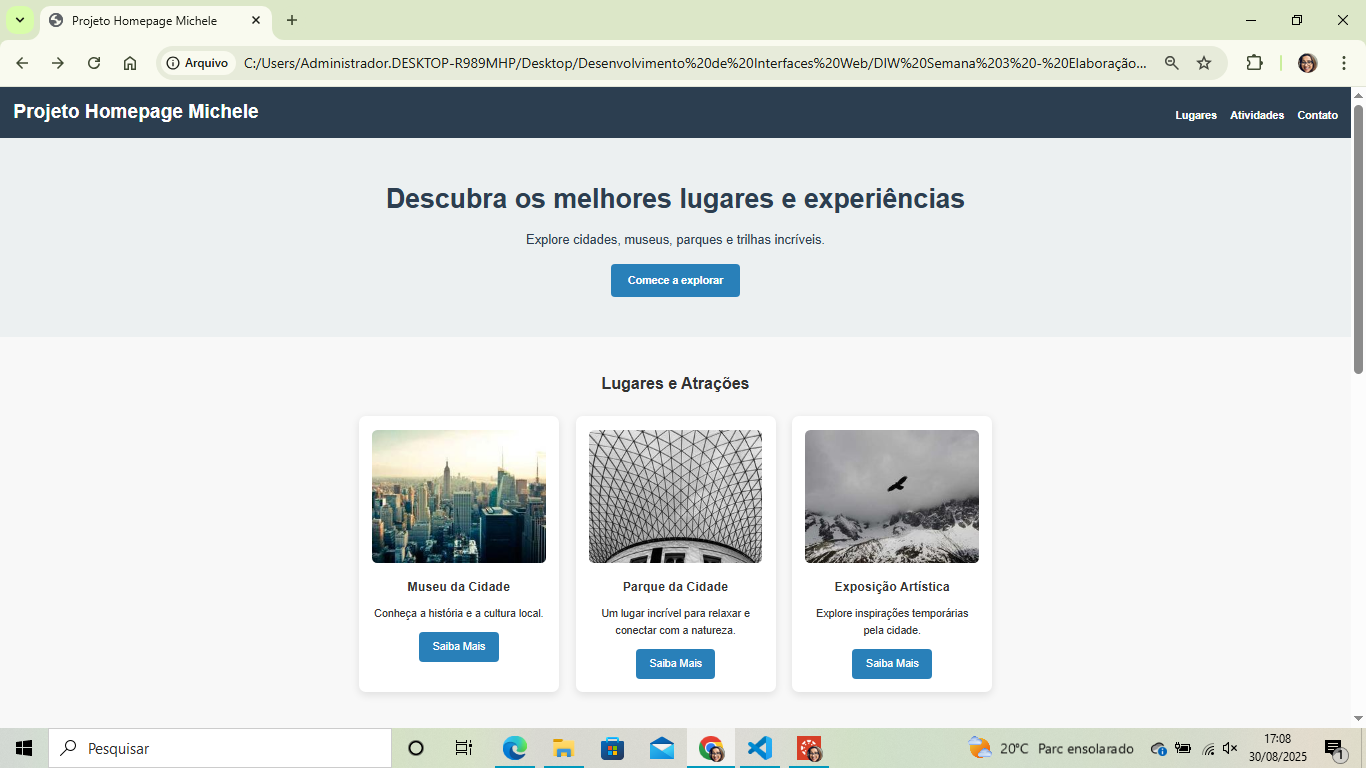 Projeto Homepage Michele
Arquivo
C:/Users/Administrador.DESKTOP-R989MHP/Desktop/Desenvolvimento%20de%20Interfaces%20Web/DIW%20Semana%203%20-%20Elaboração...
Projeto Homepage Michele
Lugares Atividades Contato
Descubra os melhores lugares e experiências
Explore cidades, museus, parques e trilhas incríveis.
Comece a explorar
Lugares e Atrações
Museu da Cidade
Conheça a história e a cultura local.
Saiba Mais
Parque da Cidade
Um lugar incrível para relaxar e
conectar com a natureza.
Saiba Mais
Exposição Artística
Explore inspirações temporárias
pela cidade.
Saiba Mais
Pesquisar
20°C Parc ensolarado
17:08
30/08/2025
1